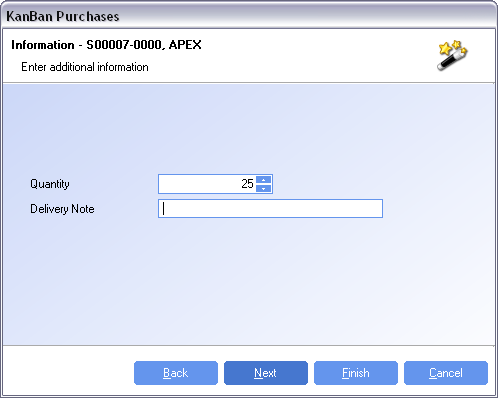 KanBan Purchases
Information - S00007-0000, APEX
Enter additional information
Quantity 25
Delivery Note
Back Next Finish Cancel